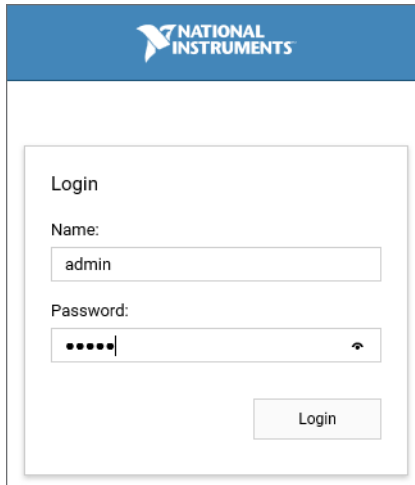 NATIONAL
INSTRUMENTS
Login
Name:
admin
Password:
•••••
Login